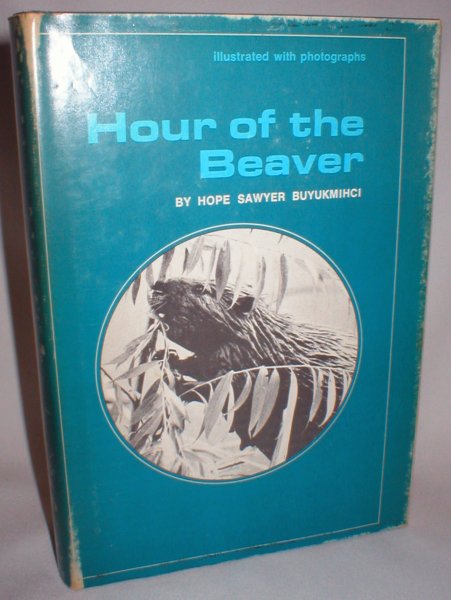 illustrated with photographs
Hour of the
Beaver
BY HOPE SAWYER BUYUKMIHCI